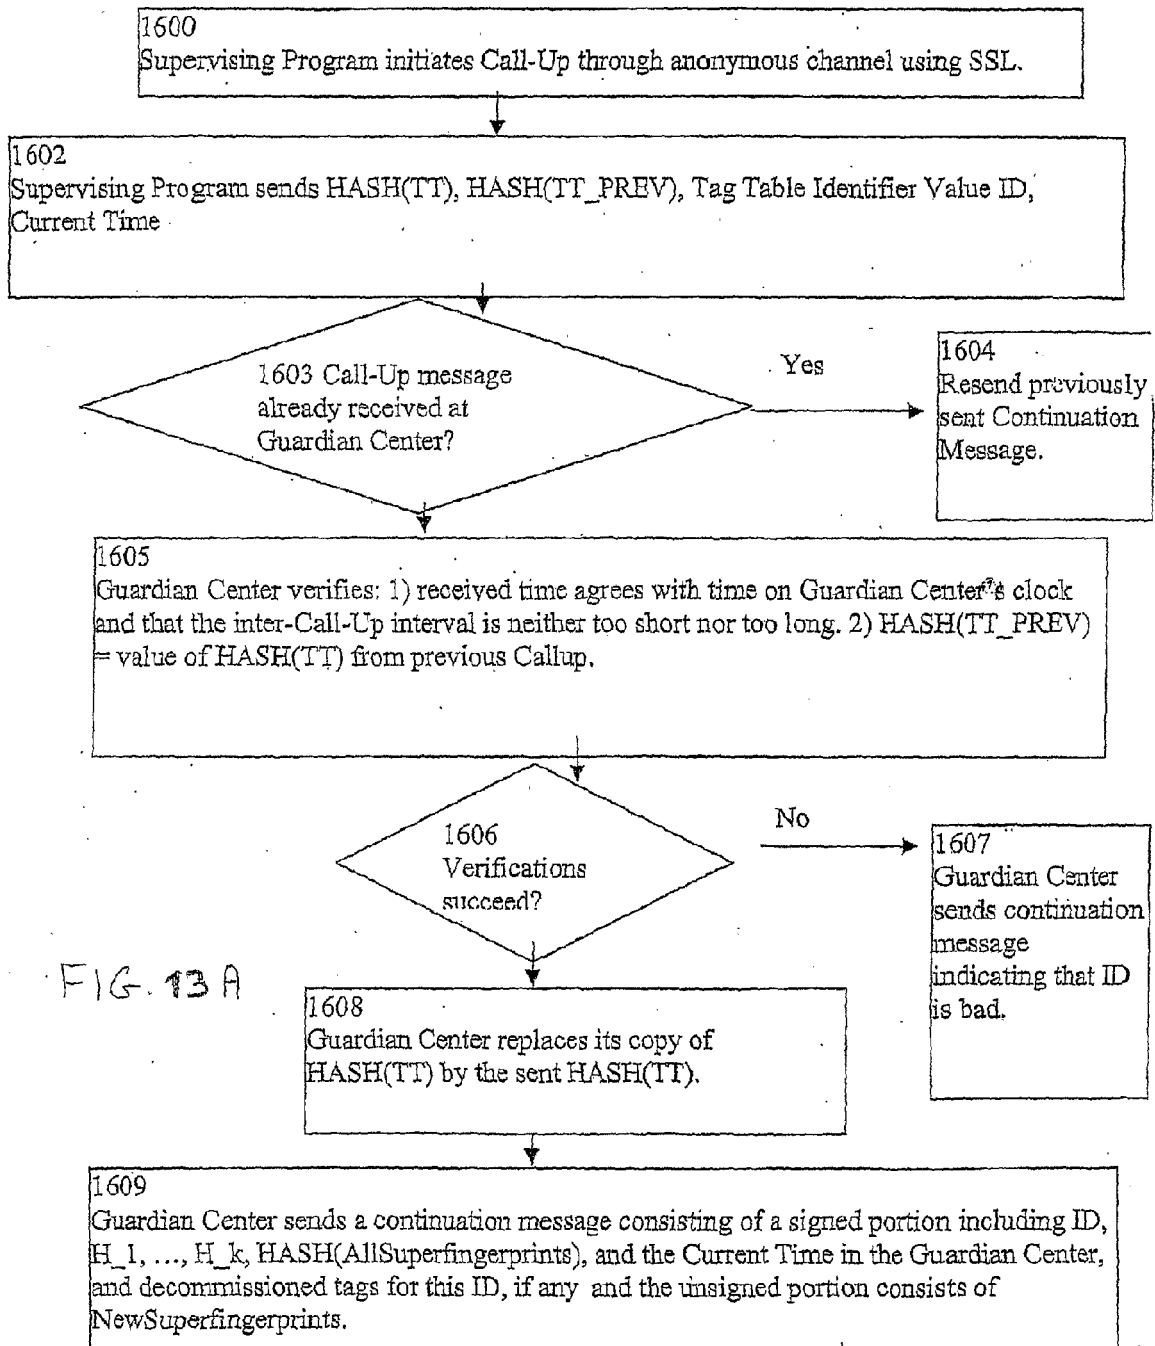 1600
Supervising Program initiates Call-Up through anonymous channel using SSL.
1602
Supervising Program sends HASH(TT), HASH(TT_PREV), Tag Table Identifier Value ID,
Current Time
1603 Call-Up message
already received at
Guardian Center?
Yes
1604
Resend previously
sent Continuation
Message.
1605
Guardian Center verifies: 1) received time agrees with time on Guardian Center's clock
and that the inter-Call-Up interval is neither too short nor too long. 2) HASH(TT_PREV)
= value of HASH(TT) from previous Callup.
1606
Verifications
succeed?
No
1607
Guardian Center
sends continuation
message
indicating that ID
is bad.
FIG. 13A
1608
Guardian Center replaces its copy of
HASH(TT) by the sent HASH(TT).
1609
Guardian Center sends a continuation message consisting of a signed portion including ID,
H_1, ..., H_k, HASH(AllSuperfingerprints), and the Current Time in the Guardian Center,
and decommissioned tags for this ID, if any and the unsigned portion consists of
NewSuperfingerprints.